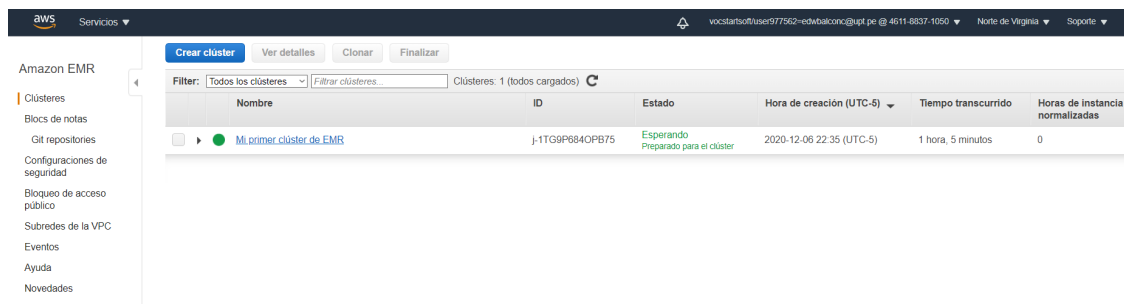 aws Servicios ▼ vocstartsoft/user977562=edwbalconc@upt.pe @ 4611-8837-1050 ▼ Norte de Virginia ▼ Soporte ▼
Amazon EMR
Clústeres
Blocs de notas
Git repositories
Configuraciones de
seguridad
Bloqueo de acceso
público
Subredes de la VPC
Eventos
Ayuda
Novedades
Crear clúster Ver detalles Clonar Finalizar
Filter: Todos los clústeres Filtrar clústeres... Clústeres: 1 (todos cargados)
Nombre ID Estado Hora de creación (UTC-5) Tiempo transcurrido Horas de instancia
normalizadas
Mi primer clúster de EMR j-1TG9P684OPB75 Esperando 2020-12-06 22:35 (UTC-5) 1 hora, 5 minutos 0
Preparado para el clúster